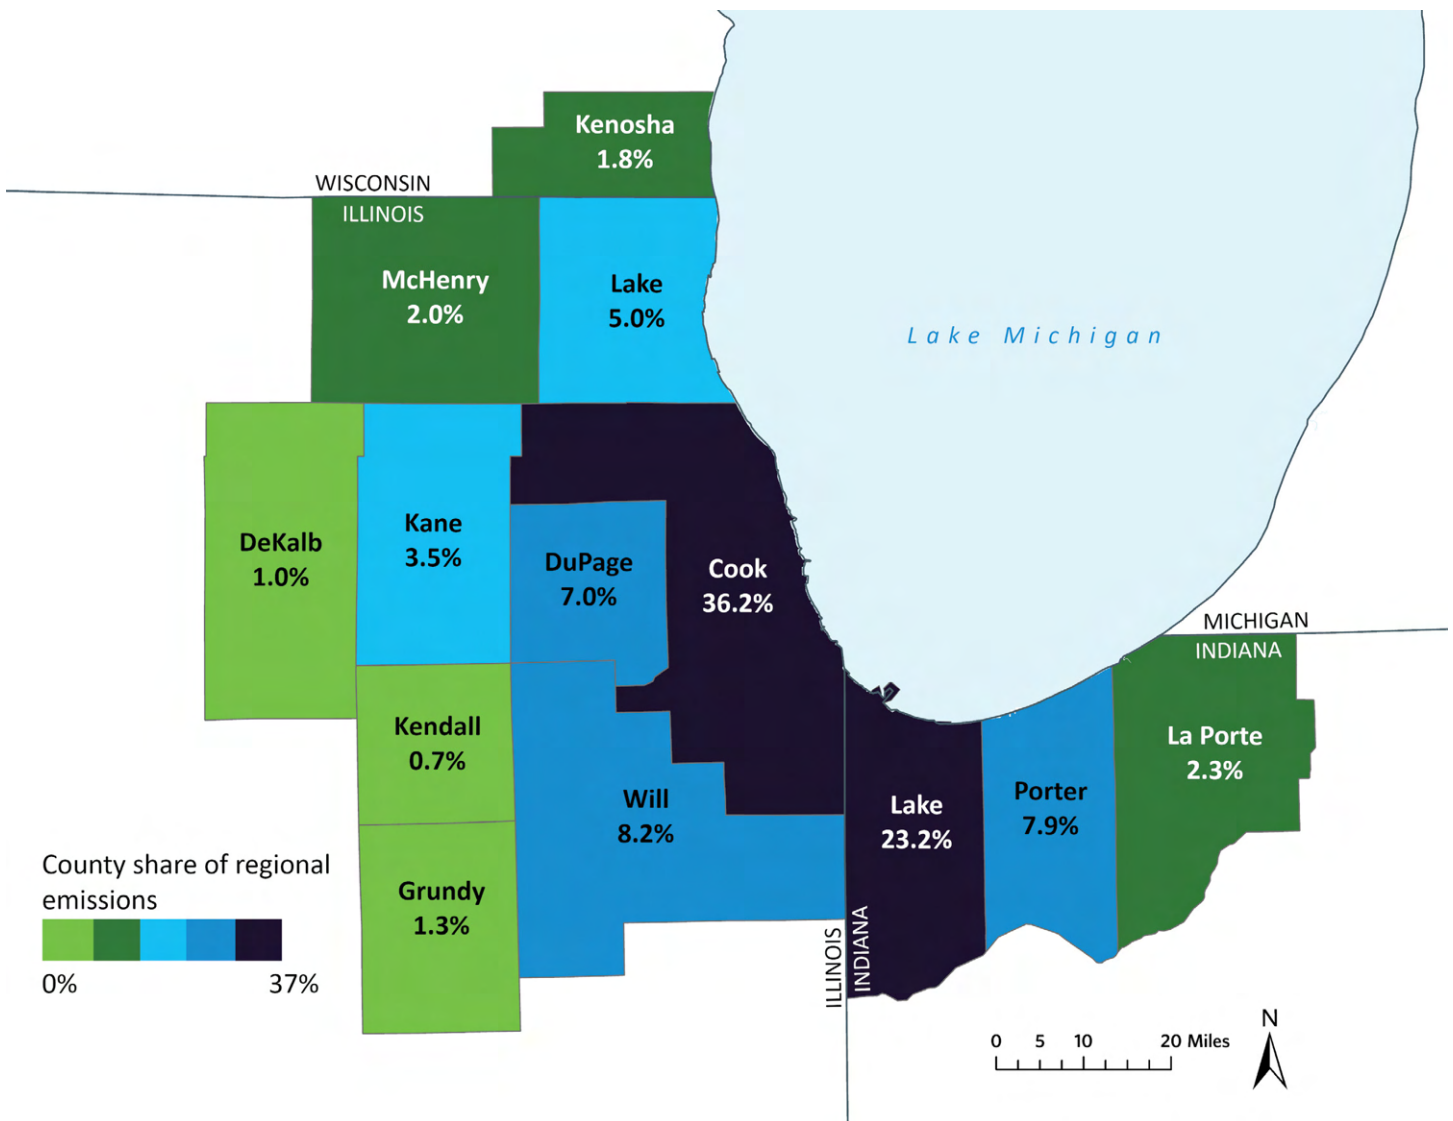 Kenosha
1.8%
WISCONSIN
ILLINOIS
McHenry
2.0%
Lake
5.0%
Lake Michigan
DeKalb
1.0%
Kane
3.5%
DuPage
7.0%
Cook
36.2%
MICHIGAN
INDIANA
Kendall
0.7%
Will
8.2%
Lake
23.2%
Porter
7.9%
La Porte
2.3%
Grundy
1.3%
County share of regional
emissions
0% 37%
ILLINOIS
INDIANA
0 5 10 20 Miles
N